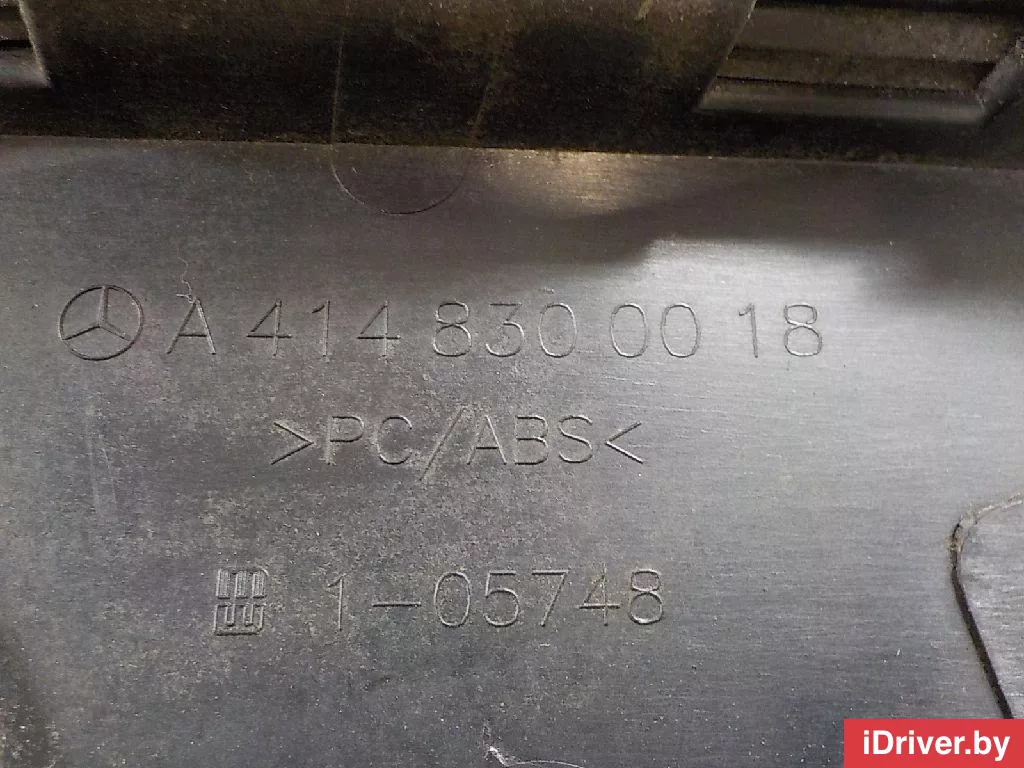 A 414 830 00 18
>PC/ABS<
1-05748
iDriver.by